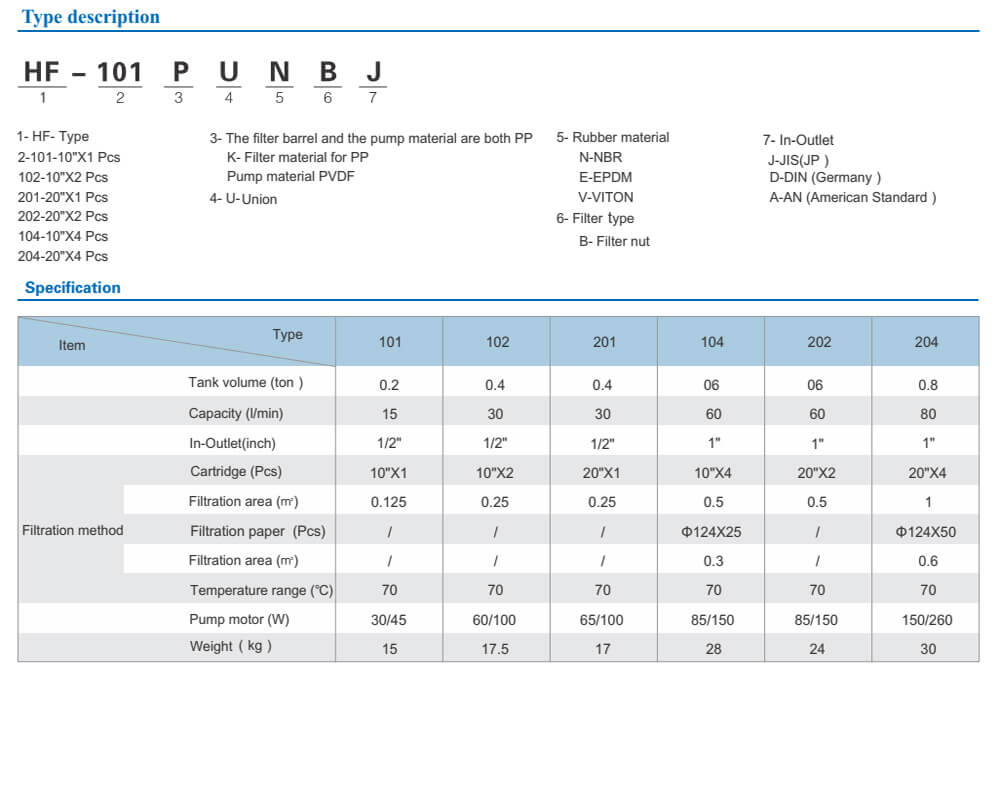 Type description
HF - 101 P U N B J
1 2 3 4 5 6 7
1- HF- Type
2-101-10"X1 Pcs
102-10"X2 Pcs
201-20"X1 Pcs
202-20"X2 Pcs
104-10"X4 Pcs
204-20"X4 Pcs
3- The filter barrel and the pump material are both PP
K- Filter material for PP
Pump material PVDF
4- U-Union
5- Rubber material
N-NBR
E-EPDM
V-VITON
6- Filter type
B- Filter nut
7- In-Outlet
J-JIS(JP )
D-DIN (Germany )
A-AN (American Standard )
Specification
Item Type 101 102 201 104 202 204
Tank volume (ton ) 0.2 0.4 0.4 06 06 0.8
Capacity (l/min) 15 30 30 60 60 80
In-Outlet(inch) 1/2" 1/2" 1/2" 1" 1" 1"
Cartridge (Pcs) 10"X1 10"X2 20"X1 10"X4 20"X2 20"X4
Filtration area (㎡) 0.125 0.25 0.25 0.5 0.5 1
Filtration method Filtration paper (Pcs) / / / Φ124X25 / Φ124X50
Filtration area (㎡) / / / 0.3 / 0.6
Temperature range (℃) 70 70 70 70 70 70
Pump motor (W) 30/45 60/100 65/100 85/150 85/150 150/260
Weight ( kg ) 15 17.5 17 28 24 30